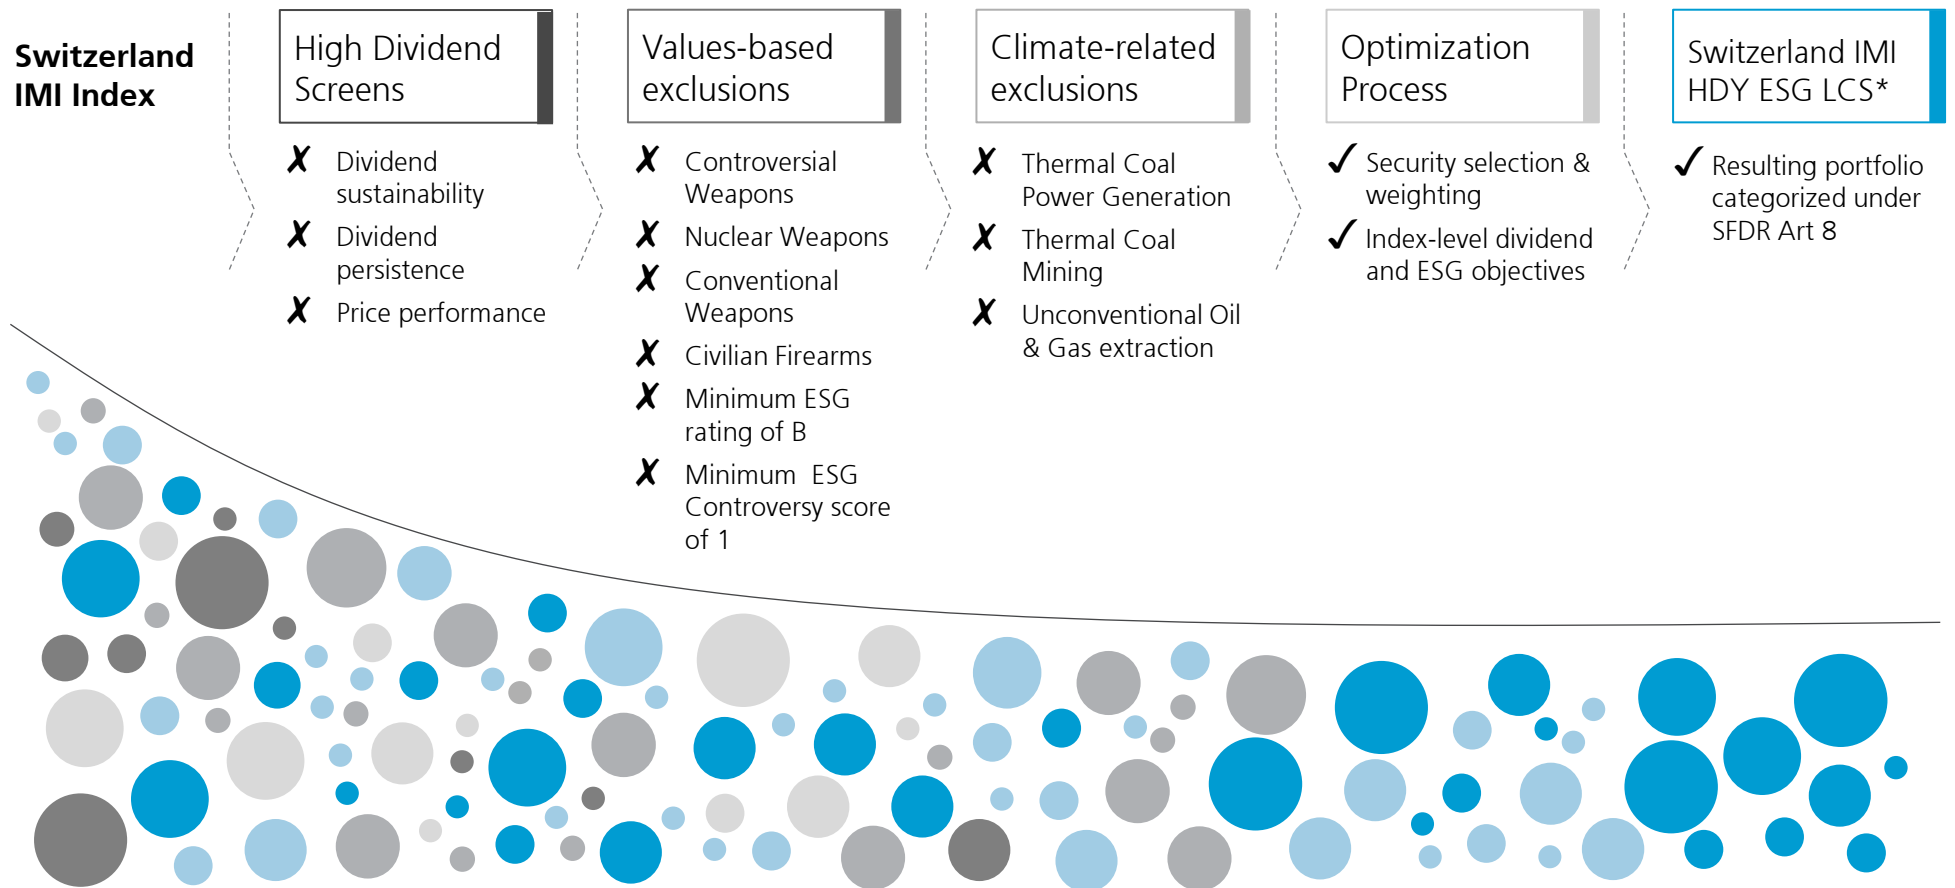 Switzerland
IMI Index
High Dividend
Screens
✗ Dividend
sustainability
✗ Dividend
persistence
✗ Price performance
Values-based
exclusions
✗ Controversial
Weapons
✗ Nuclear Weapons
✗ Conventional
Weapons
✗ Civilian Firearms
✗ Minimum ESG
rating of B
✗ Minimum ESG
Controversy score
of 1
Climate-related
exclusions
✗ Thermal Coal
Power Generation
✗ Thermal Coal
Mining
✗ Unconventional Oil
& Gas extraction
Optimization
Process
✓ Security selection &
weighting
✓ Index-level dividend
and ESG objectives
Switzerland IMI
HDY ESG LCS*
✓ Resulting portfolio
categorized under
SFDR Art 8